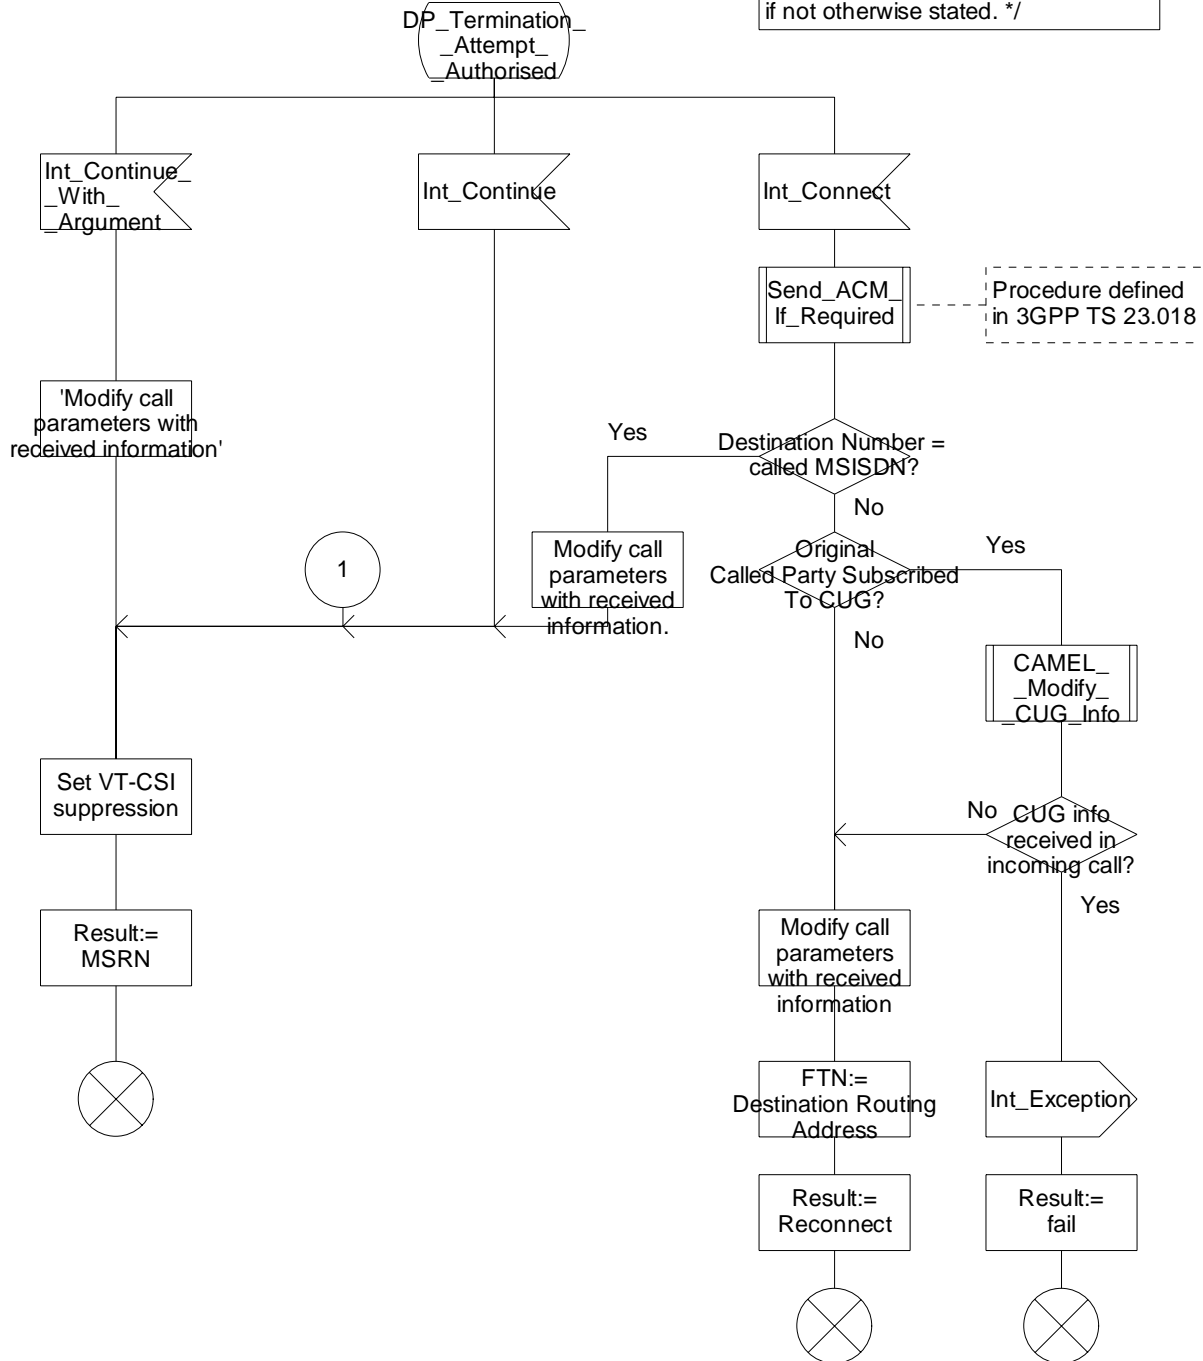 if not otherwise stated. */
DP_Termination_
_Attempt_
_Authorised
Int_Continue_
_With_
_Argument
Int_Continue
Int_Connect
Send_ACM_
If_Required
Procedure defined
in 3GPP TS 23.018
'Modify call
parameters with
received information'
Yes
Destination Number =
called MSISDN?
No
1
Modify call
parameters
with received
information.
Original
Called Party Subscribed
To CUG?
Yes
No
CAMEL_
_Modify_
_CUG_Info
Set VT-CSI
suppression
No
CUG info
received in
incoming call?
Yes
Result:=
MSRN
Modify call
parameters
with received
information
FTN:=
Destination Routing
Address
Int_Exception
Result:=
Reconnect
Result:=
fail